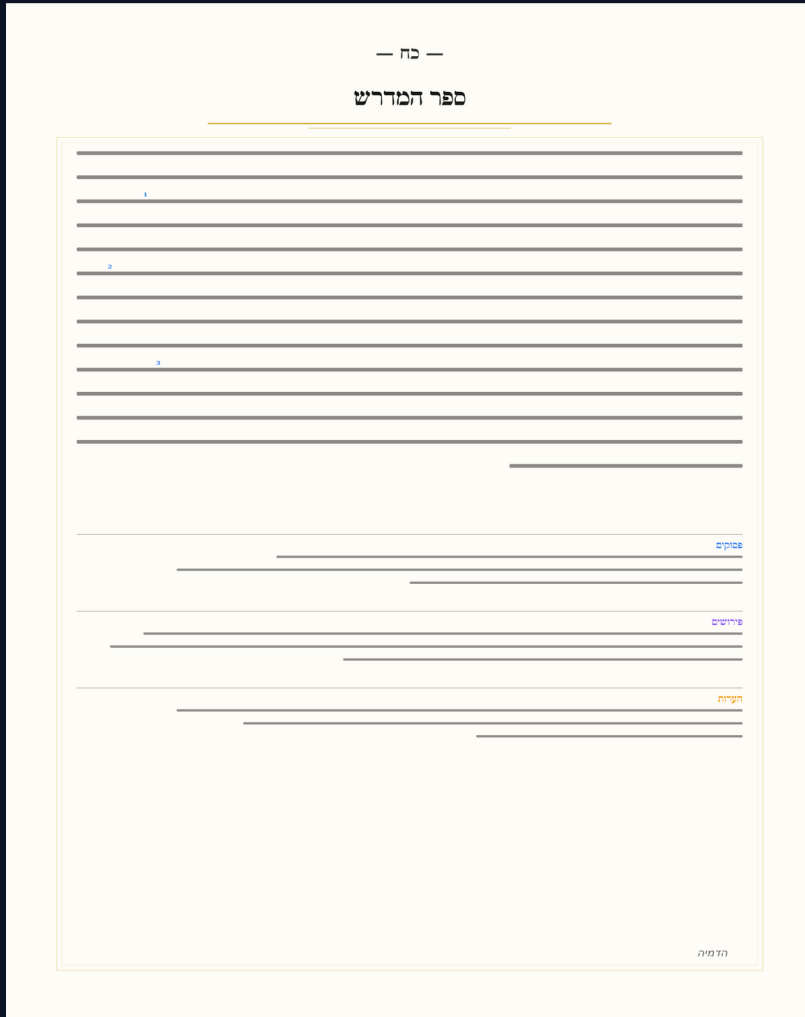 — כח —
ספר המדרש
1
2
3
פסוקים
פירושים
הערות
הדמיה